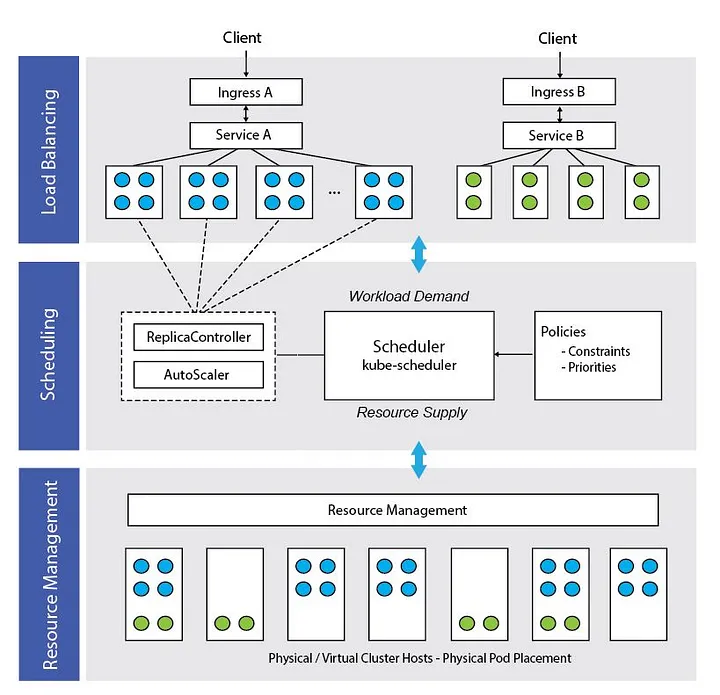 Client
Client
Load Balancing
Ingress A
Ingress B
Service A
Service B
...
Scheduling
Workload Demand
ReplicaController
AutoScaler
Scheduler
kube-scheduler
Policies
- Constraints
- Priorities
Resource Supply
Resource Management
Resource Management
Physical / Virtual Cluster Hosts - Physical Pod Placement